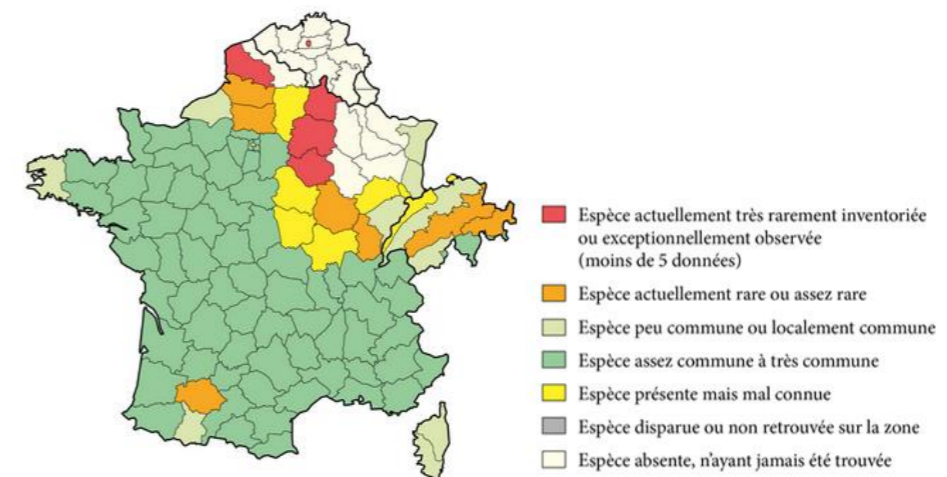 Espèce actuellement très rarement inventoriée
ou exceptionnellement observée
(moins de 5 données)
Espèce actuellement rare ou assez rare
Espèce peu commune ou localement commune
Espèce assez commune à très commune
Espèce présente mais mal connue
Espèce disparue ou non retrouvée sur la zone
Espèce absente, n'ayant jamais été trouvée